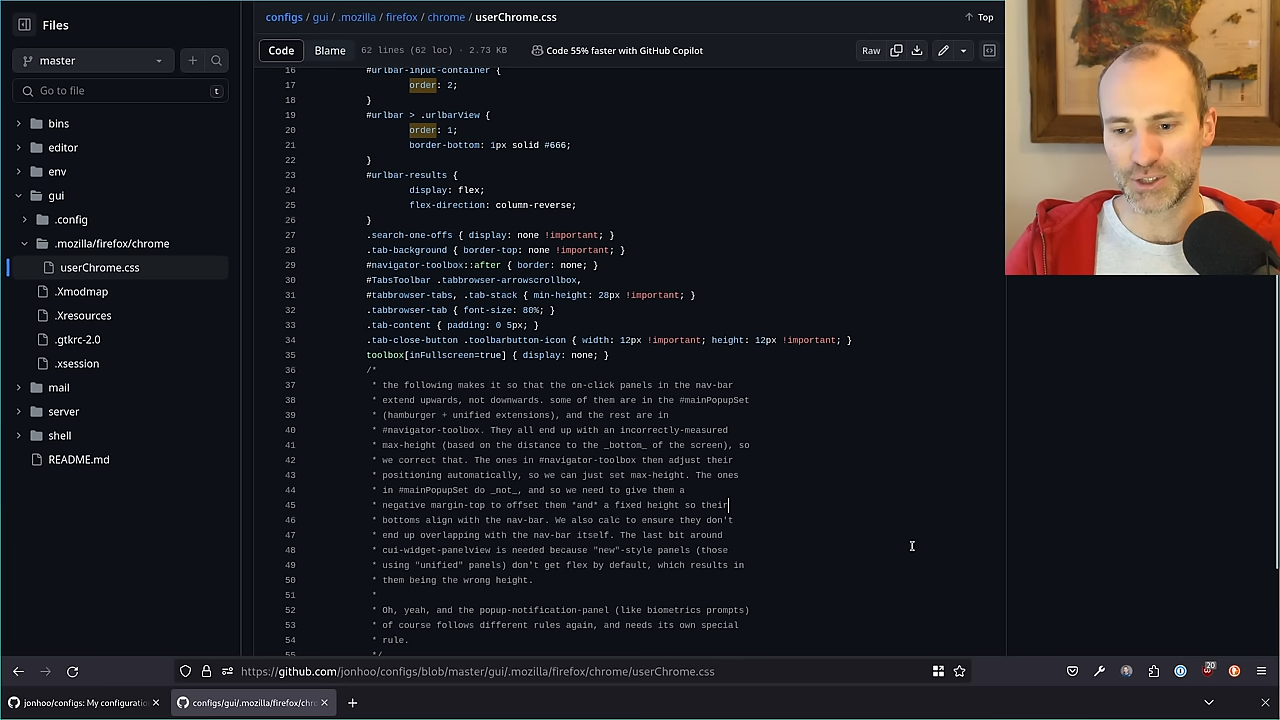 Files
master
Go to file
t
bins
editor
env
gui
.config
.mozilla/firefox/chrome
userChrome.css
.Xmodmap
.Xresources
.gtkrc-2.0
.xsession
mail
server
shell
README.md
configs / gui / .mozilla / firefox / chrome / userChrome.css
Top
Code Blame 62 lines (62 loc) · 2.73 KB Code 55% faster with GitHub Copilot Raw
16 #urlbar-input-container {
17 order: 2;
18 }
19 #urlbar > .urlbarView {
20 order: 1;
21 border-bottom: 1px solid #666;
22 }
23 #urlbar-results {
24 display: flex;
25 flex-direction: column-reverse;
26 }
27 .search-one-offs { display: none !important; }
28 .tab-background { border-top: none !important; }
29 #navigator-toolbox::after { border: none; }
30 #TabsToolbar .tabbrowser-arrowscrollbox,
31 #tabbrowser-tabs, .tab-stack { min-height: 28px !important; }
32 .tabbrowser-tab { font-size: 80%; }
33 .tab-content { padding: 0 5px; }
34 .tab-close-button .toolbarbutton-icon { width: 12px !important; height: 12px !important; }
35 toolbox[inFullscreen=true] { display: none; }
36 /*
37 * the following makes it so that the on-click panels in the nav-bar
38 * extend upwards, not downwards. some of them are in the #mainPopupSet
39 * (hamburger + unified extensions), and the rest are in
40 * #navigator-toolbox. They all end up with an incorrectly-measured
41 * max-height (based on the distance to the _bottom_ of the screen), so
42 * we correct that. The ones in #navigator-toolbox then adjust their
43 * positioning automatically, so we can just set max-height. The ones
44 * in #mainPopupSet do _not_, and so we need to give them a
45 * negative margin-top to offset them *and* a fixed height so their
46 * bottoms align with the nav-bar. We also calc to ensure they don't
47 * end up overlapping with the nav-bar itself. The last bit around
48 * cui-widget-panelview is needed because "new"-style panels (those
49 * using "unified" panels) don't get flex by default, which results in
50 * them being the wrong height.
51 *
52 * Oh, yeah, and the popup-notification-panel (like biometrics prompts)
53 * of course follows different rules again, and needs its own special
54 * rule.
55 */
https://github.com/jonhoo/configs/blob/master/gui/.mozilla/firefox/chrome/userChrome.css
20
jonhoo/configs: My configuratio
configs/gui/.mozilla/firefox/chr